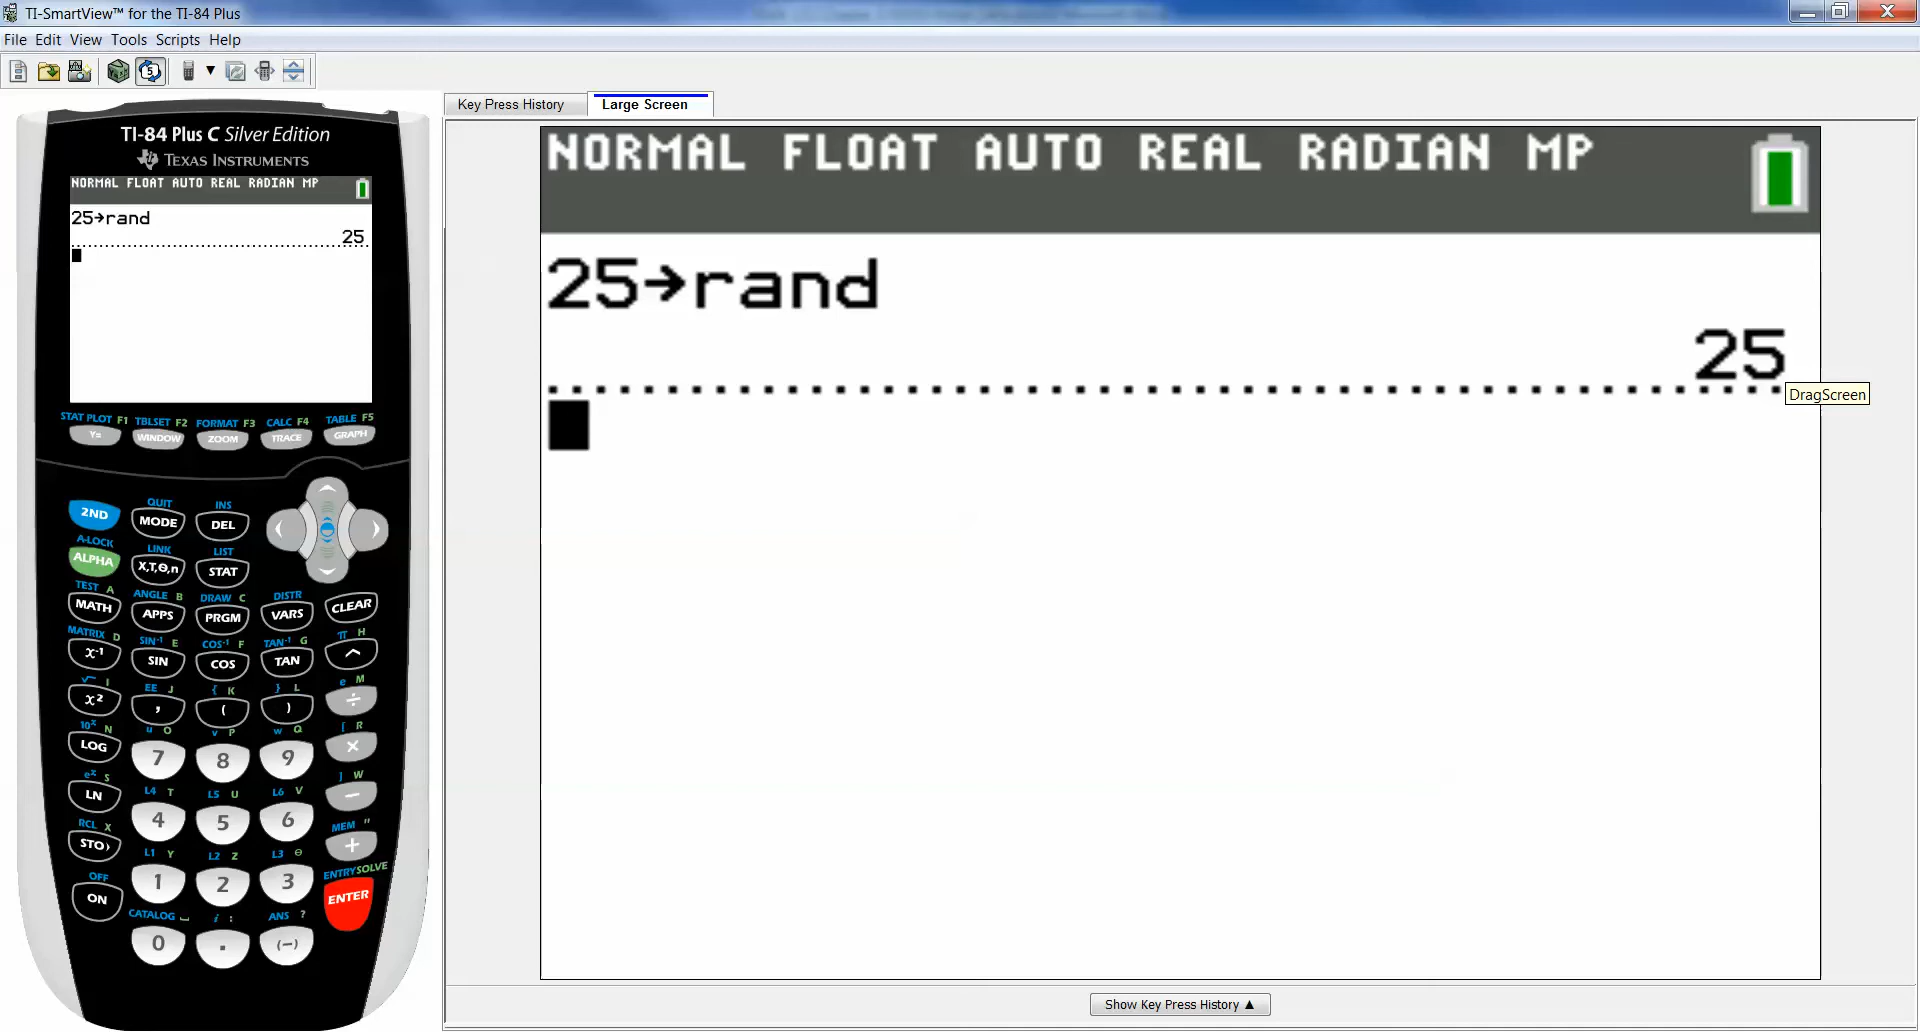 TI-SmartView™ for the TI-84 Plus
File Edit View Tools Scripts Help
5
Key Press History Large Screen
TI-84 Plus C Silver Edition
TEXAS INSTRUMENTS
NORMAL FLOAT AUTO REAL RADIAN MP
25→rand
25
STAT PLOT F1 TBLSET F2 FORMAT F3 CALC F4 TABLE F5
Y= WINDOW ZOOM TRACE GRAPH
QUIT INS
2ND MODE DEL
A-LOCK LINK LIST
ALPHA X,T,Θ,n STAT
TEST A ANGLE B DRAW C DISTR
MATH APPS PRGM VARS CLEAR
MATRIX D SIN-1 E COS-1 F TAN-1 G π H
x-1 SIN COS TAN ^
√ I EE J { K } L e M
x² , ( ) ÷
10x N u O v P w Q [ R
LOG 7 8 9 ×
ex S L4 T L5 U L6 V ] W
LN 4 5 6 −
RCL X L1 Y L2 Z L3 Θ MEM "
STO› 1 2 3 +
OFF CATALOG ␣ i : ANS ? ENTRY SOLVE
ON 0 . (−) ENTER
NORMAL FLOAT AUTO REAL RADIAN MP
25→rand
25
DragScreen
Show Key Press History ▲